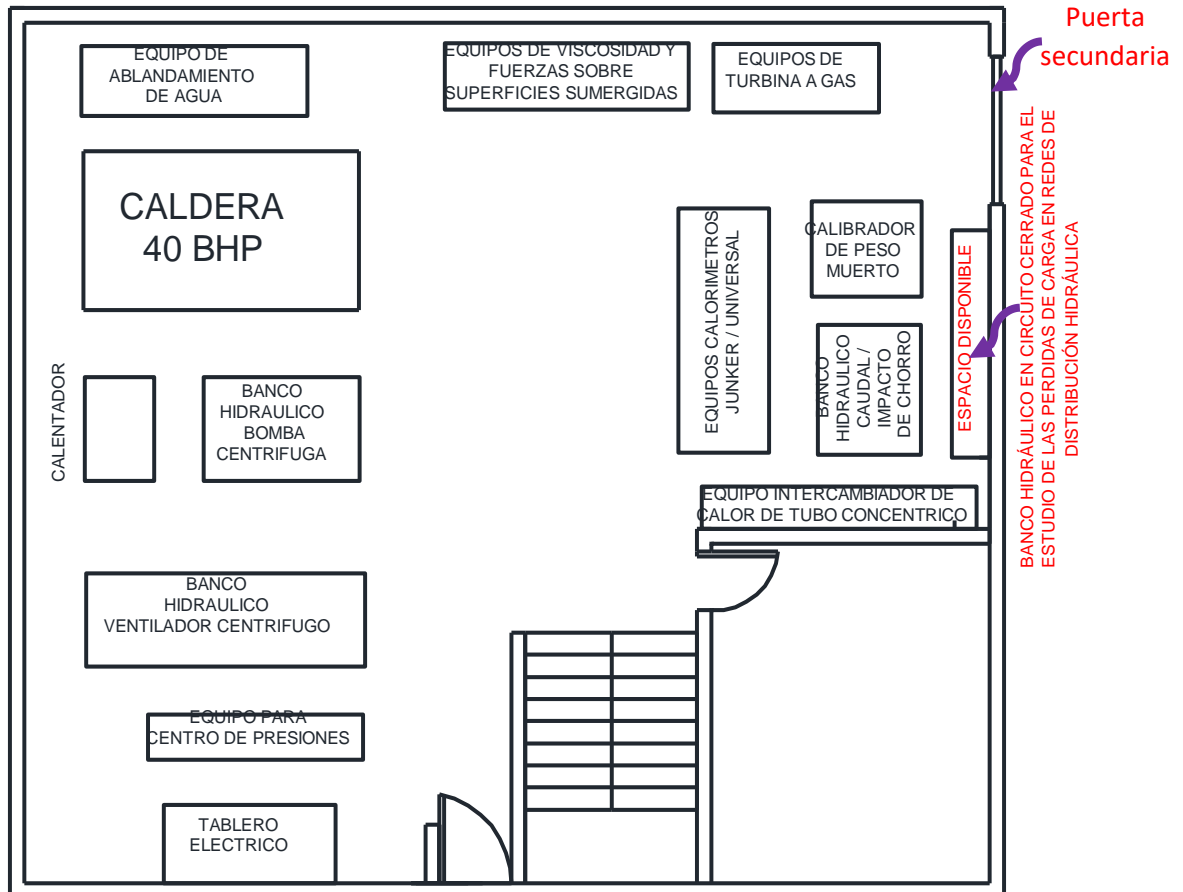 Puerta
secundaria
EQUIPO DE
ABLANDAMIENTO
DE AGUA
EQUIPOS DE VISCOSIDAD Y
FUERZAS SOBRE
SUPERFICIES SUMERGIDAS
EQUIPOS DE
TURBINA A GAS
CALDERA
40 BHP
EQUIPOS CALORIMETROS
JUNKER / UNIVERSAL
CALIBRADOR
DE PESO
MUERTO
ESPACIO DISPONIBLE
BANCO HIDRÁULICO EN CIRCUITO CERRADO PARA EL
ESTUDIO DE LAS PERDIDAS DE CARGA EN REDES DE
DISTRIBUCIÓN HIDRÁULICA
CALENTADOR
BANCO
HIDRAULICO
BOMBA
CENTRIFUGA
BANCO
HIDRAULICO
CAUDAL /
IMPACTO
DE CHORRO
EQUIPO INTERCAMBIADOR DE
CALOR DE TUBO CONCENTRICO
BANCO
HIDRAULICO
VENTILADOR CENTRIFUGO
EQUIPO PARA
CENTRO DE PRESIONES
TABLERO
ELECTRICO